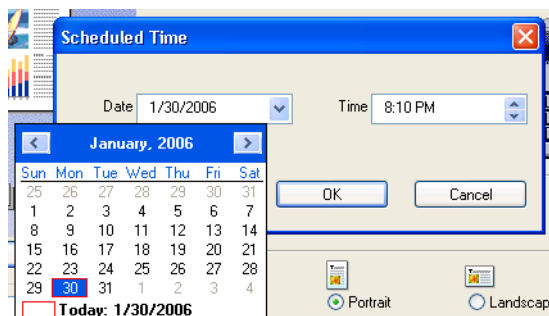 Scheduled Time
Date 1/30/2006 Time 8:10 PM
January, 2006
Sun Mon Tue Wed Thu Fri Sat
25 26 27 28 29 30 31
1 2 3 4 5 6 7
8 9 10 11 12 13 14
15 16 17 18 19 20 21
22 23 24 25 26 27 28
29 30 31 1 2 3 4
Today: 1/30/2006
OK Cancel
Portrait Landscap